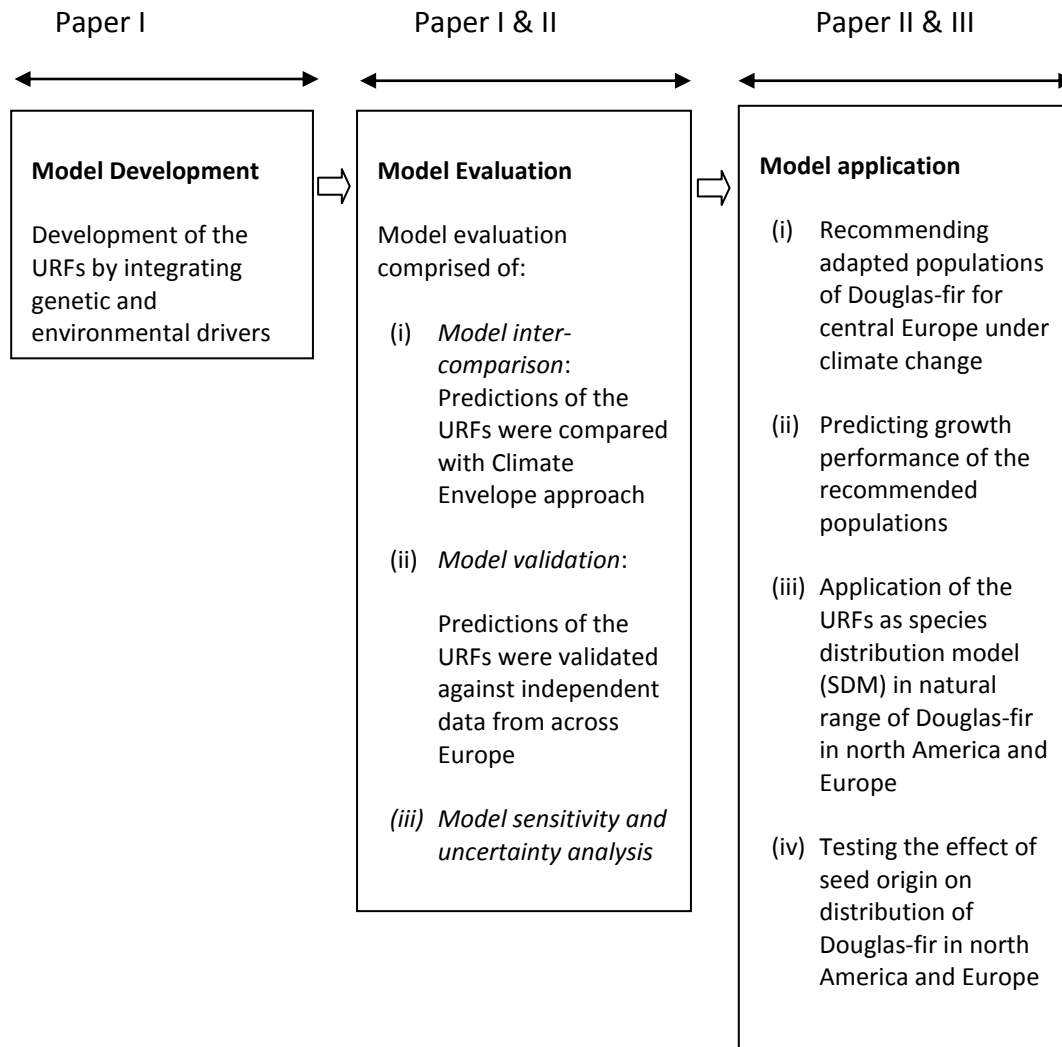 Paper I
Paper I & II
Paper II & III
Model Development
Development of the
URFs by integrating
genetic and
environmental drivers
Model Evaluation
Model evaluation
comprised of:
(i) Model inter-
comparison:
Predictions of the
URFs were compared
with Climate
Envelope approach
(ii) Model validation:
Predictions of the
URFs were validated
against independent
data from across
Europe
(iii) Model sensitivity and
uncertainty analysis
Model application
(i) Recommending
adapted populations
of Douglas-fir for
central Europe under
climate change
(ii) Predicting growth
performance of the
recommended
populations
(iii) Application of the
URFs as species
distribution model
(SDM) in natural
range of Douglas-fir
in north America and
Europe
(iv) Testing the effect of
seed origin on
distribution of
Douglas-fir in north
America and Europe